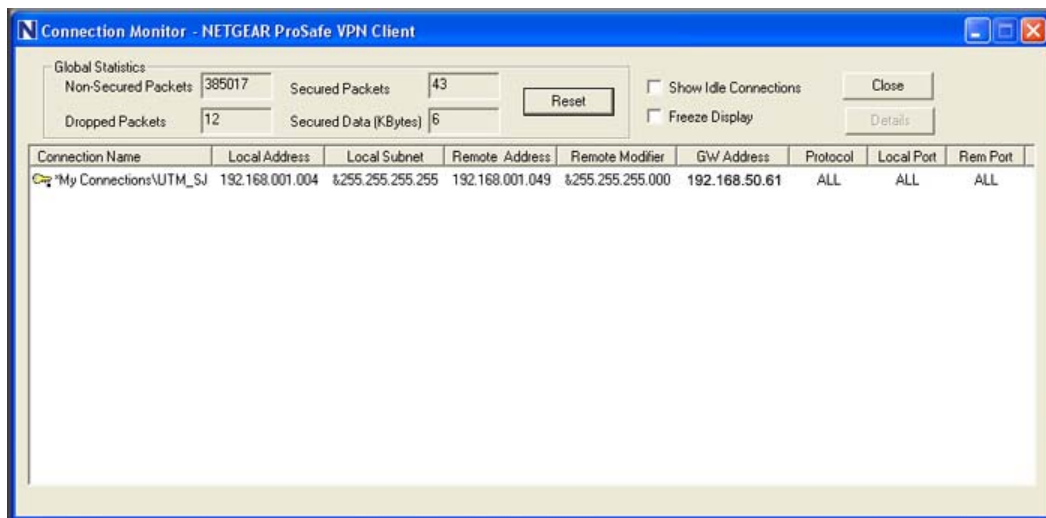 N Connection Monitor - NETGEAR ProSafe VPN Client
Global Statistics
Non-Secured Packets 385017 Secured Packets 43 Reset Show Idle Connections Close
Dropped Packets 12 Secured Data (KBytes) 6 Freeze Display Details
Connection Name Local Address Local Subnet Remote Address Remote Modifier GW Address Protocol Local Port Rem Port
*My Connections\UTM_SJ 192.168.001.004 &255.255.255.255 192.168.001.049 &255.255.255.000 192.168.50.61 ALL ALL ALL